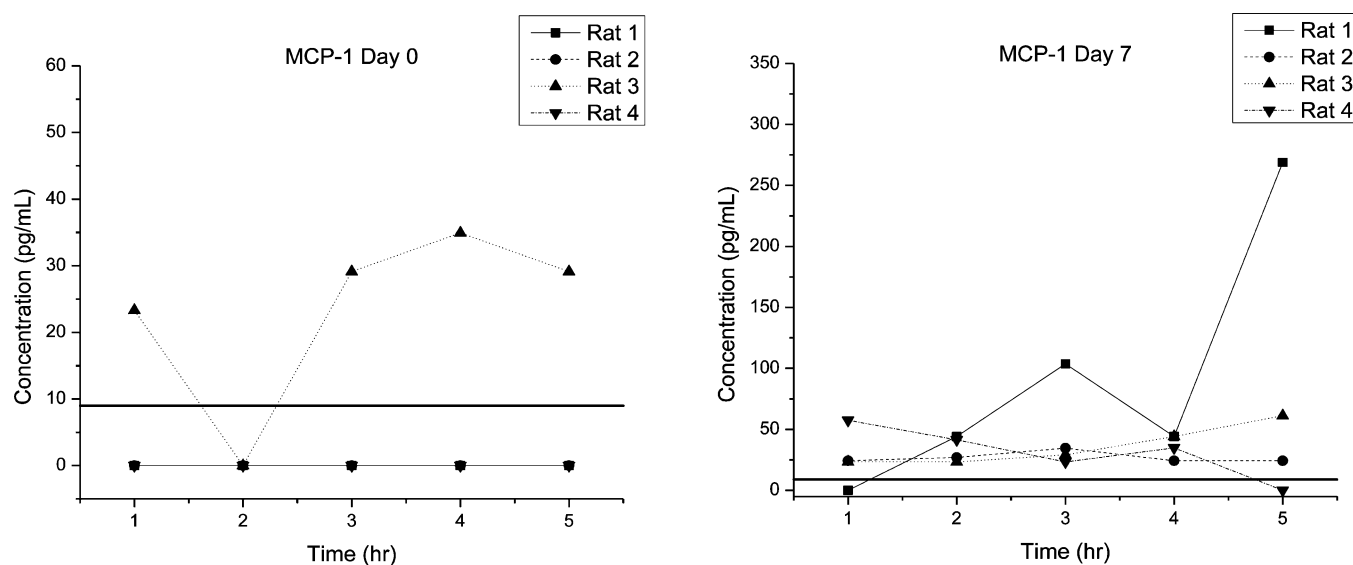 MCP-1 Day 0
Rat 1
Rat 2
Rat 3
Rat 4
60
50
40
30
20
10
0
Concentration (pg/mL)
1 2 3 4 5
Time (hr)
MCP-1 Day 7
Rat 1
Rat 2
Rat 3
Rat 4
350
300
250
200
150
100
50
0
Concentration (pg/mL)
1 2 3 4 5
Time (hr)